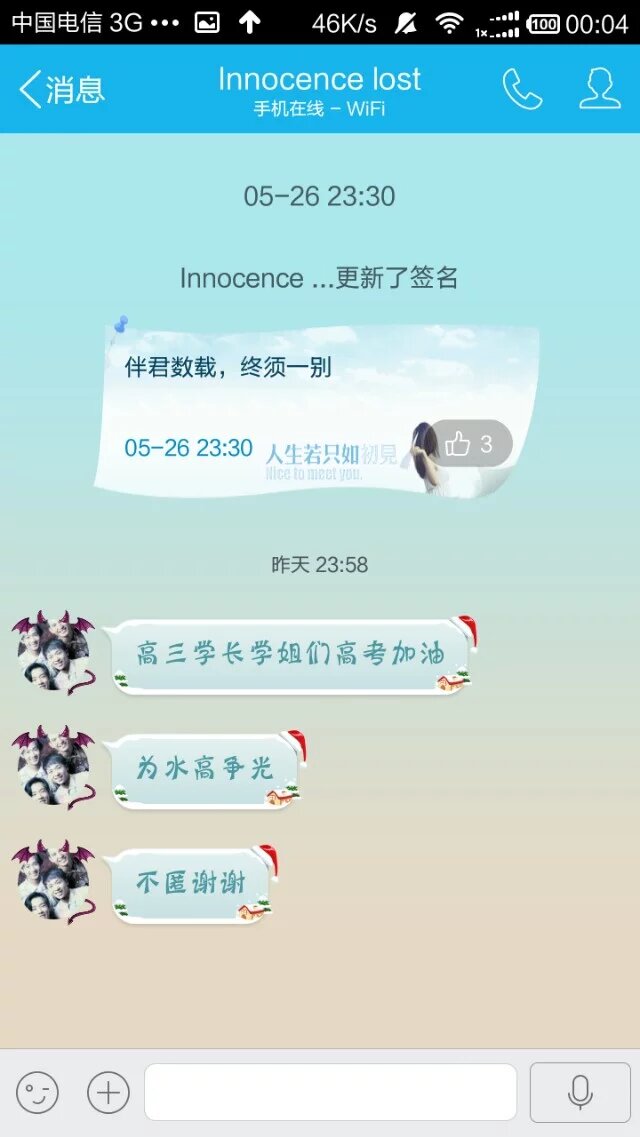 中国电信 3G ••• 46K/s 1x 100 00:04
消息
Innocence lost
手机在线 - WiFi
05-26 23:30
Innocence ...更新了签名
伴君数载，终须一别
05-26 23:30
人生若只如初見
Nice to meet you.
3
昨天 23:58
高三学长学姐们高考加油
为水高争光
不匿谢谢